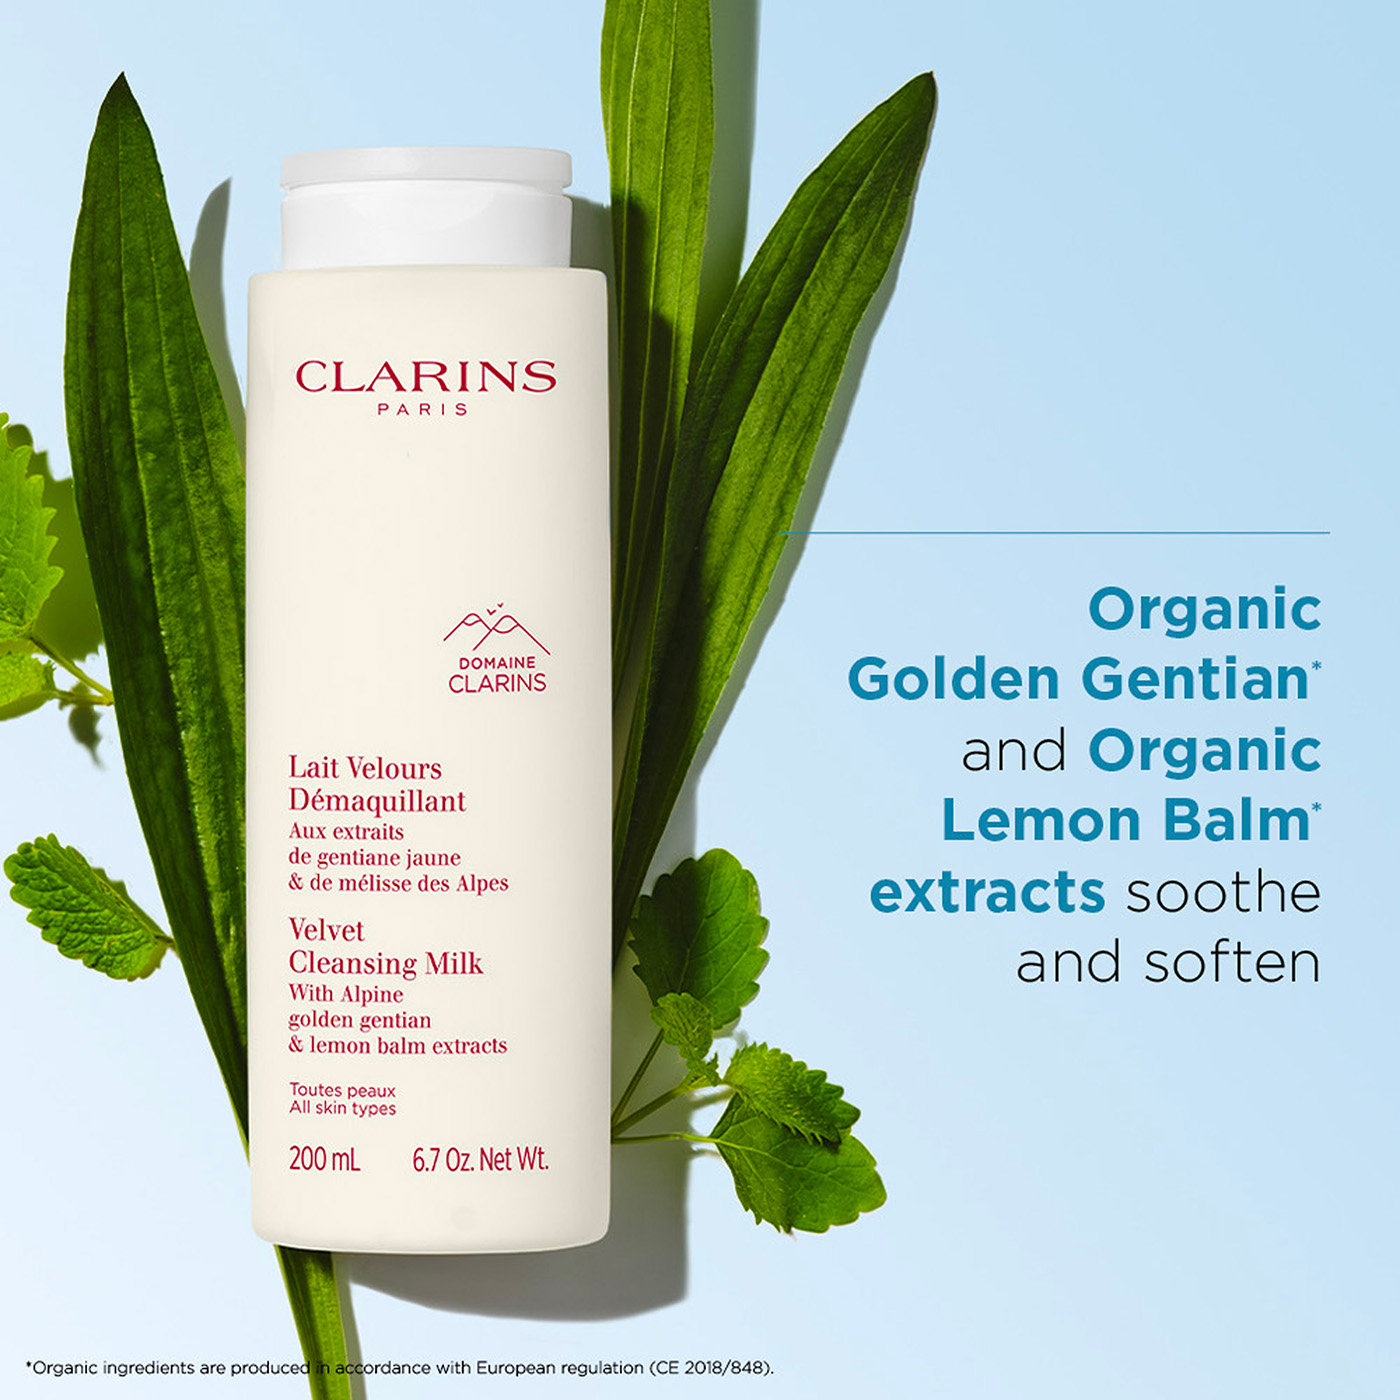 CLARINS
PARIS
DOMAINE
CLARINS
Lait Velours
Démaquillant
Aux extraits
de gentiane jaune
& de mélisse des Alpes
Velvet
Cleansing Milk
With Alpine
golden gentian
& lemon balm extracts
Toutes peaux
All skin types
200 mL 6.7 Oz. Net Wt.
Organic
Golden Gentian*
and Organic
Lemon Balm*
extracts soothe
and soften
*Organic ingredients are produced in accordance with European regulation (CE 2018/848).